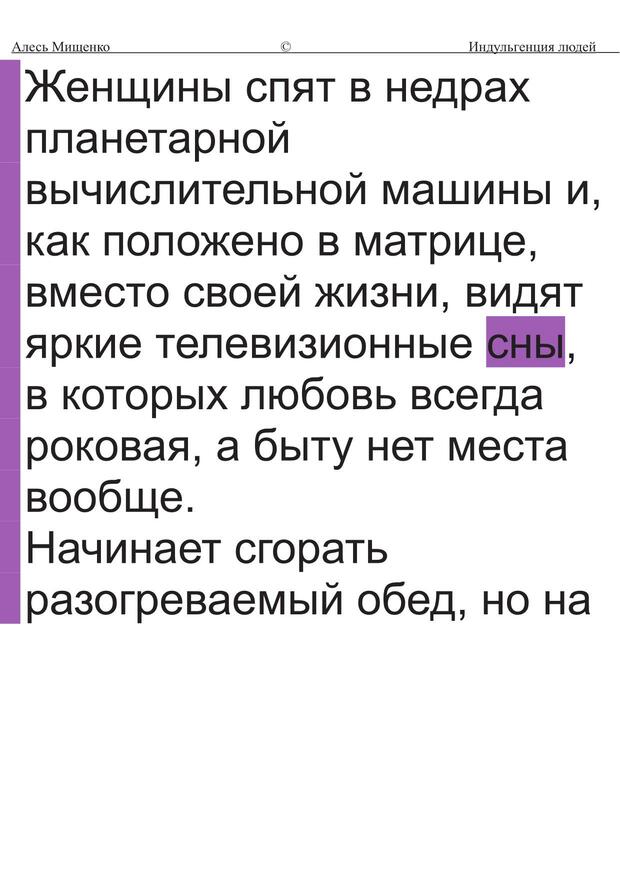 Алесь Мищенко © Индульгенция людей
Женщины спят в недрах
планетарной
вычислительной машины и,
как положено в матрице,
вместо своей жизни, видят
яркие телевизионные сны,
в которых любовь всегда
роковая, а быту нет места
вообще.
Начинает сгорать
разогреваемый обед, но на